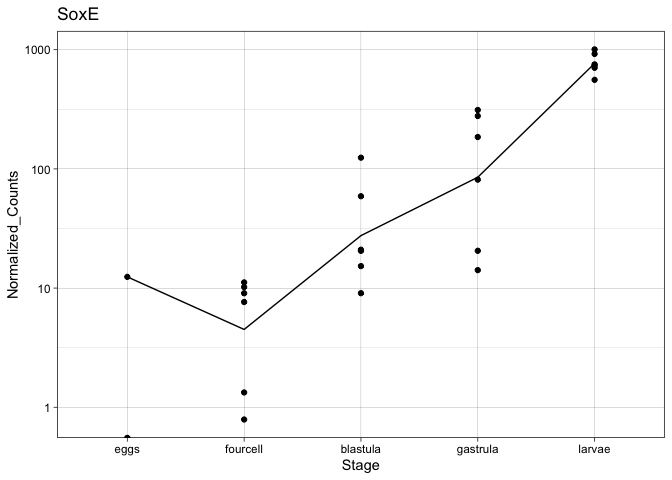 SoxE
1000
100
10
1
Normalized_Counts
eggs fourcell blastula gastrula larvae
Stage